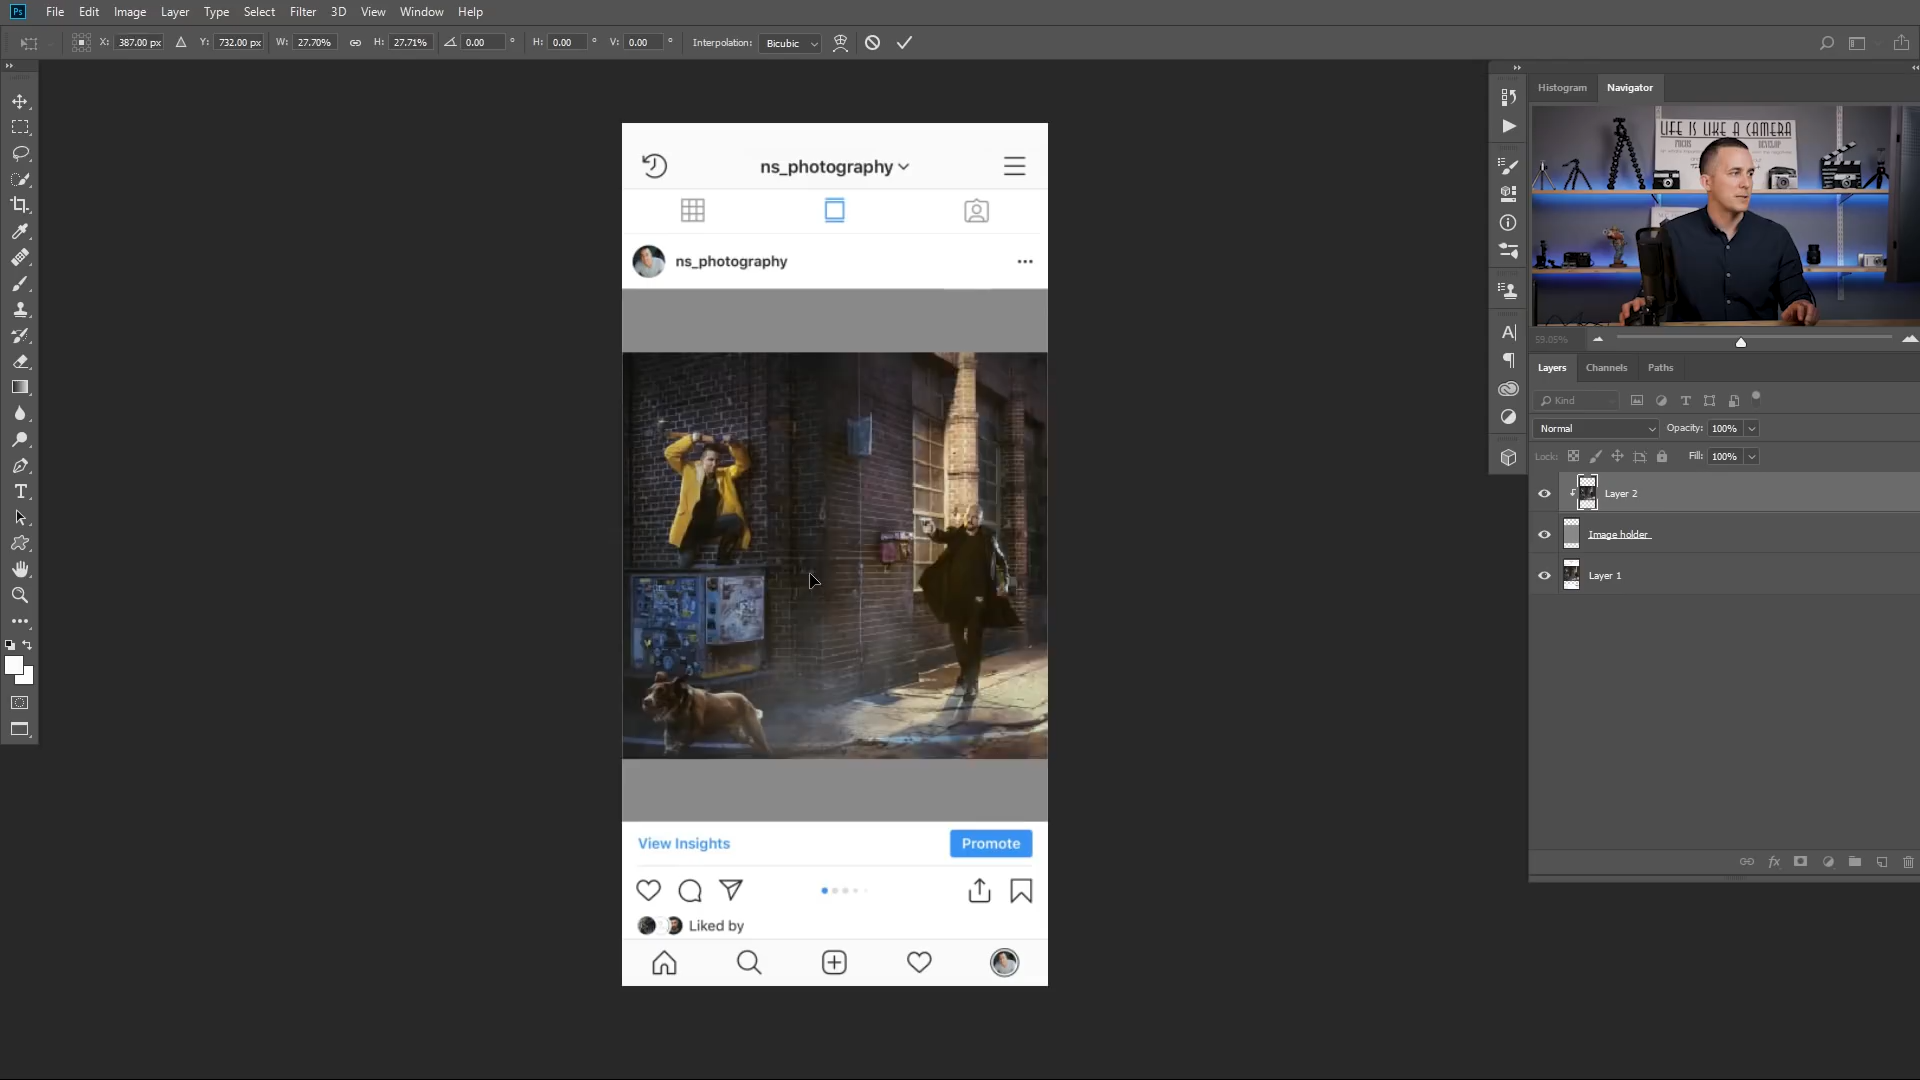 Ps File Edit Image Layer Type Select Filter 3D View Window Help
X: 387.00 px Y: 732.00 px W: 27.70% H: 27.71% 0.00 ° H: 0.00 ° V: 0.00 ° Interpolation: Bicubic
Histogram Navigator
LIFE IS LIKE A CAMERA
FOCUS DEVELOP
59.05%
ns_photography
ns_photography
Layers Channels Paths
Kind
Normal Opacity: 100%
Lock: Fill: 100%
Layer 2
Image holder
Layer 1
View Insights Promote
Liked by